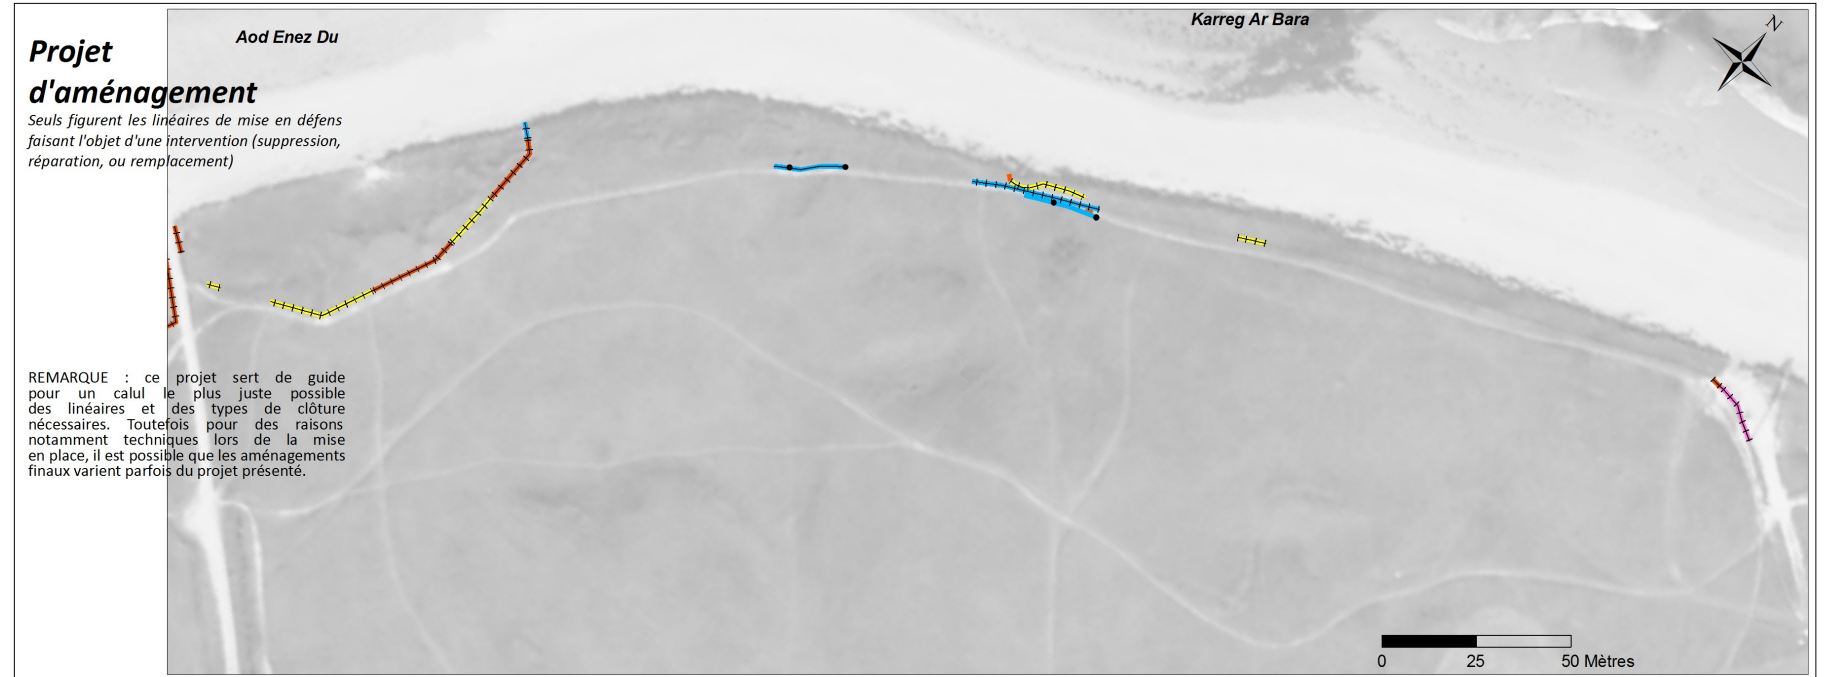 Aod Enez Du
Karreg Ar Bara
N
Projet
d'aménagement
Seuls figurent les linéaires de mise en défens
faisant l'objet d'une intervention (suppression,
réparation, ou remplacement)
REMARQUE : ce projet sert de guide
pour un calul le plus juste possible
des linéaires et des types de clôture
nécessaires. Toutefois pour des raisons
notamment techniques lors de la mise
en place, il est possible que les aménagements
finaux varient parfois du projet présenté.
0 25 50 Mètres